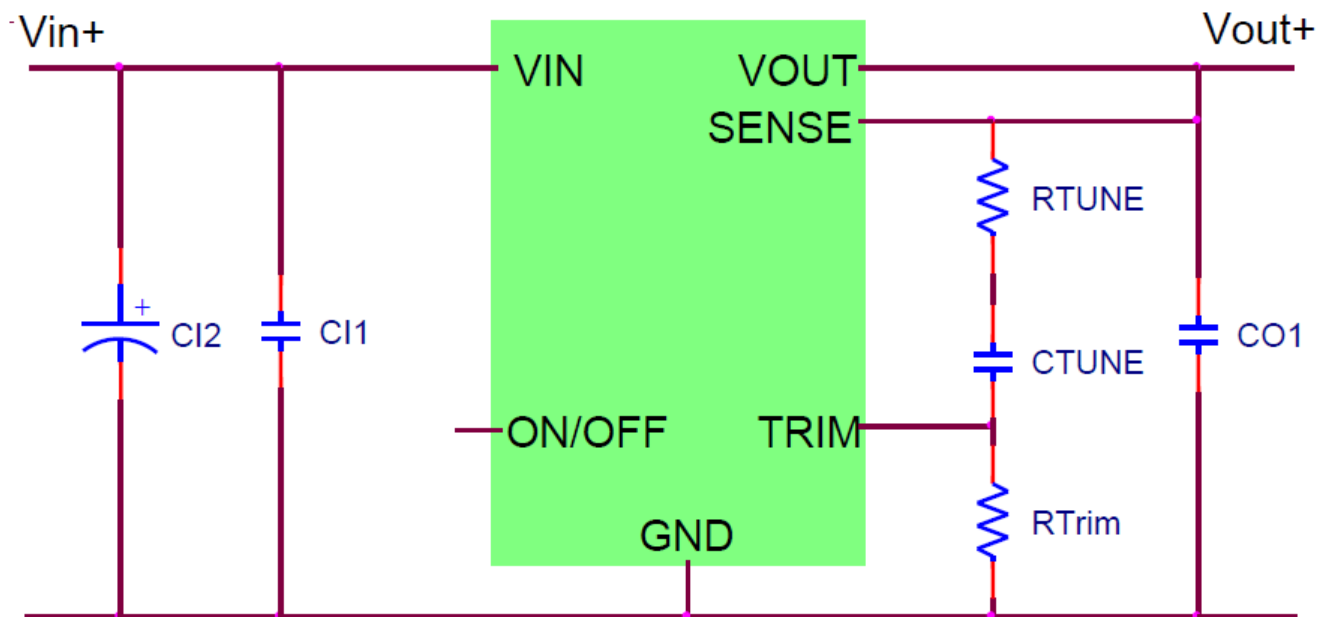 Vin+
Vout+
VIN
VOUT
SENSE
RTUNE
+
CI2
CI1
CTUNE
CO1
ON/OFF
TRIM
RTrim
GND